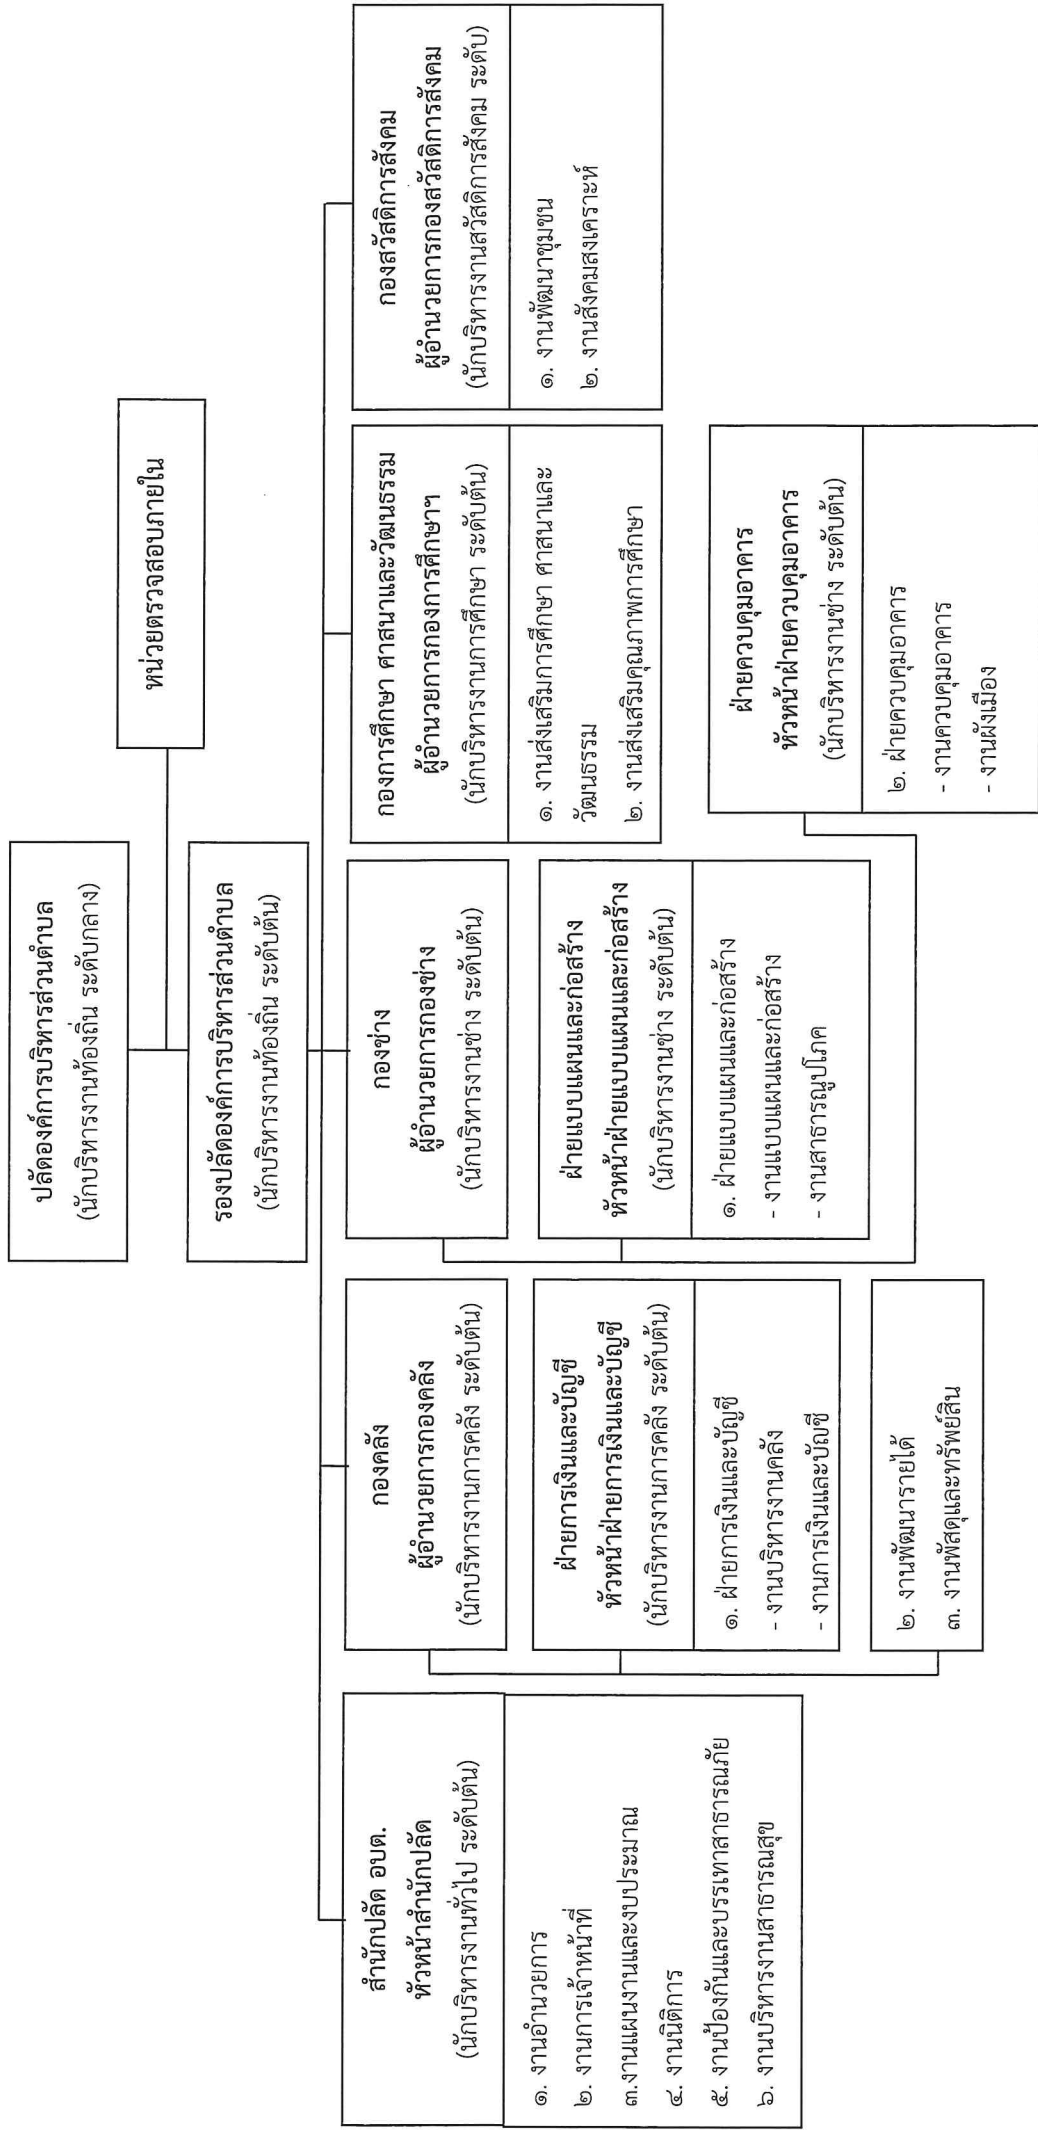 ปลัดองค์การบริหารส่วนตำบล
(นักบริหารงานท้องถิ่น ระดับกลาง)
หน่วยตรวจสอบภายใน
รองปลัดองค์การบริหารส่วนตำบล
(นักบริหารงานท้องถิ่น ระดับต้น)
สำนักปลัด อบต.
หัวหน้าสำนักปลัด
(นักบริหารงานทั่วไป ระดับต้น)
๑. งานอำนวยการ
๒. งานการเจ้าหน้าที่
๓.งานแผนงานและงบประมาณ
๔. งานนิติการ
๕. งานป้องกันและบรรเทาสาธารณภัย
๖. งานบริหารงานสาธารณสุข
กองคลัง
ผู้อำนวยการกองคลัง
(นักบริหารงานการคลัง ระดับต้น)
ฝ่ายการเงินและบัญชี
หัวหน้าฝ่ายการเงินและบัญชี
(นักบริหารงานการคลัง ระดับต้น)
๑. ฝ่ายการเงินและบัญชี
- งานบริหารงานคลัง
- งานการเงินและบัญชี
๒. งานพัฒนารายได้
๓. งานพัสดุและทรัพย์สิน
กองช่าง
ผู้อำนวยการกองช่าง
(นักบริหารงานช่าง ระดับต้น)
ฝ่ายแบบแผนและก่อสร้าง
หัวหน้าฝ่ายแบบแผนและก่อสร้าง
(นักบริหารงานช่าง ระดับต้น)
๑. ฝ่ายแบบแผนและก่อสร้าง
- งานแบบแผนและก่อสร้าง
- งานสาธารณูปโภค
กองการศึกษา ศาสนาและวัฒนธรรม
ผู้อำนวยการกองการศึกษาฯ
(นักบริหารงานการศึกษา ระดับต้น)
๑. งานส่งเสริมการศึกษา ศาสนาและ
วัฒนธรรม
๒. งานส่งเสริมคุณภาพการศึกษา
ฝ่ายควบคุมอาคาร
หัวหน้าฝ่ายควบคุมอาคาร
(นักบริหารงานช่าง ระดับต้น)
๒. ฝ่ายควบคุมอาคาร
- งานควบคุมอาคาร
- งานผังเมือง
กองสวัสดิการสังคม
ผู้อำนวยการกองสวัสดิการสังคม
(นักบริหารงานสวัสดิการสังคม ระดับ)
๑. งานพัฒนาชุมชน
๒. งานสังคมสงเคราะห์